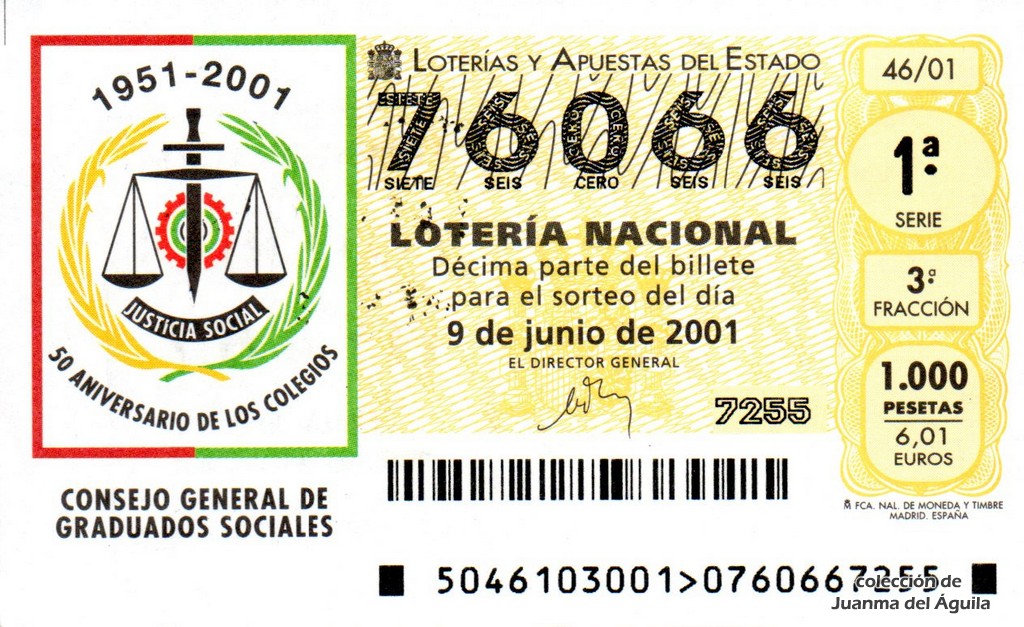 1951-2001
JUSTICIA SOCIAL
50 ANIVERSARIO DE LOS COLEGIOS
CONSEJO GENERAL DE
GRADUADOS SOCIALES
LOTERÍAS Y APUESTAS DEL ESTADO
76066
SIETE SEIS CERO SEIS SEIS
LOTERÍA NACIONAL
Décima parte del billete
para el sorteo del día
9 de junio de 2001
EL DIRECTOR GENERAL
7255
46/01
1ª
SERIE
3ª
FRACCIÓN
1.000
PESETAS
6,01
EUROS
FCA. NAL. DE MONEDA Y TIMBRE
MADRID. ESPAÑA
5046103001>0760667255
colección de
Juanma del Águila